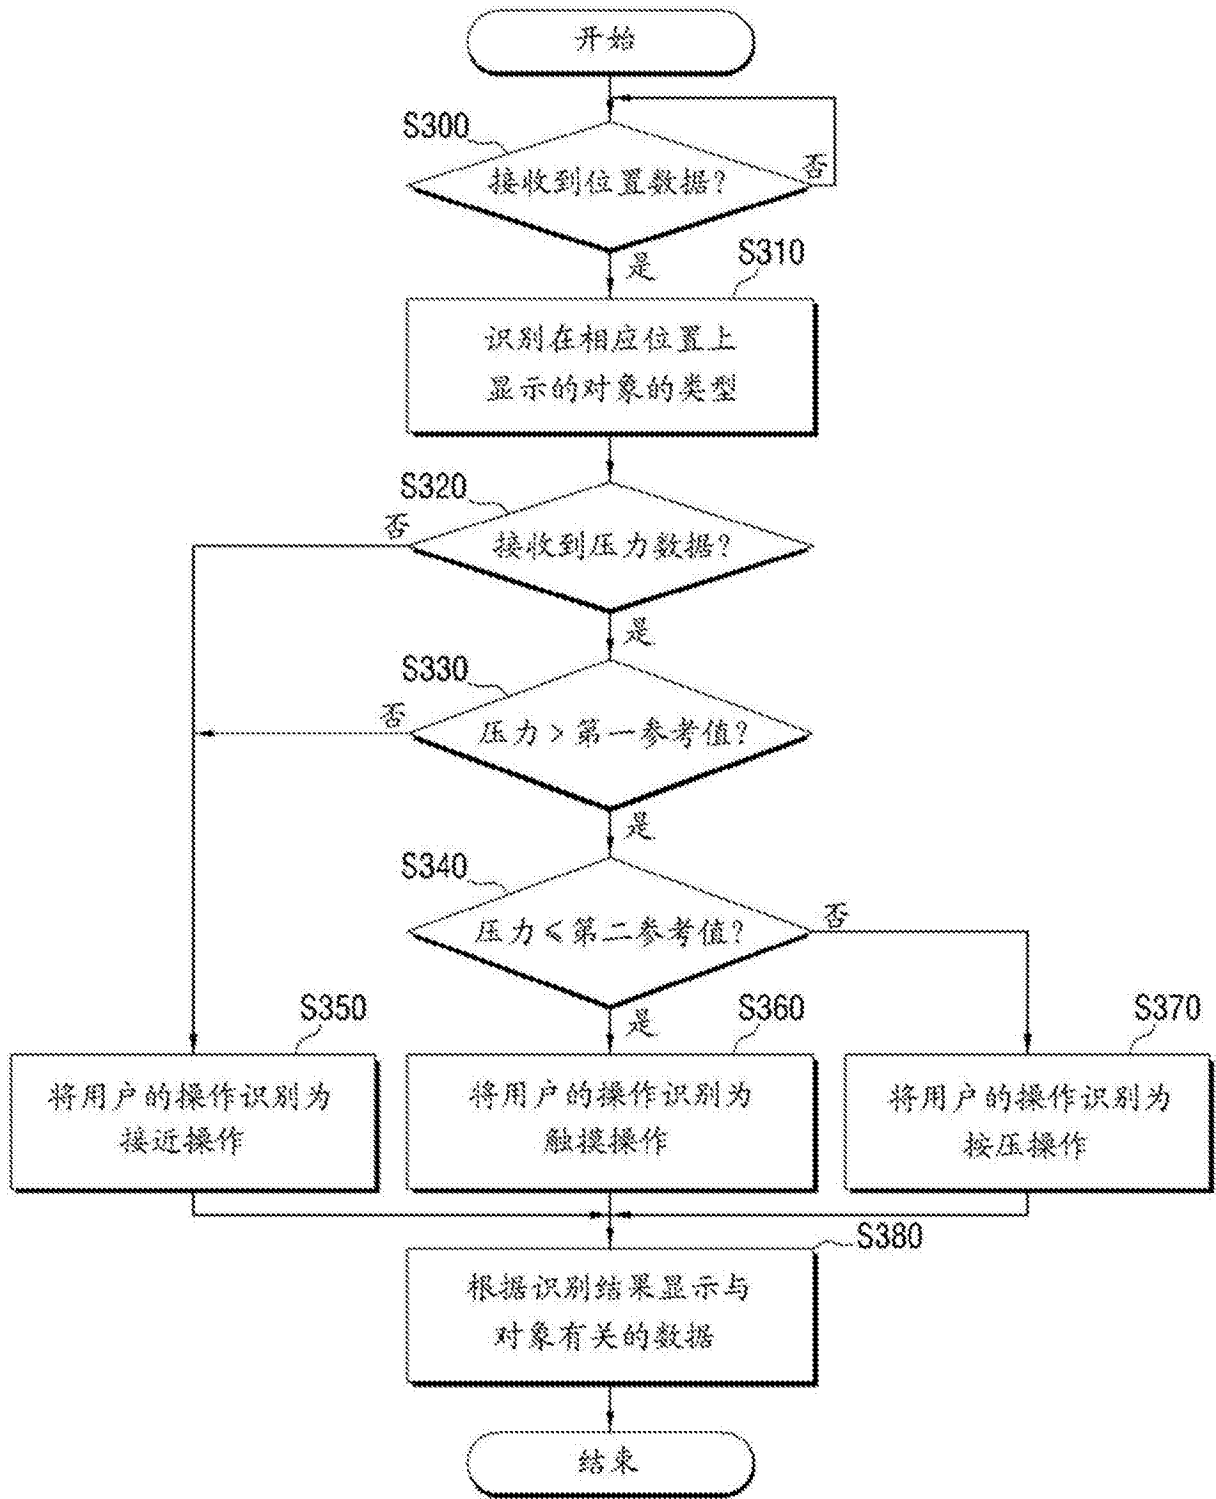 开始
S300
接收到位置数据?
否
是
S310
识别在相应位置上
显示的对象的类型
S320
否
接收到压力数据?
是
S330
否
压力>第一参考值?
是
S340
压力≤第二参考值?
否
是
S350
将用户的操作识别为
接近操作
S360
将用户的操作识别为
触摸操作
S370
将用户的操作识别为
按压操作
S380
根据识别结果显示与
对象有关的数据
结束